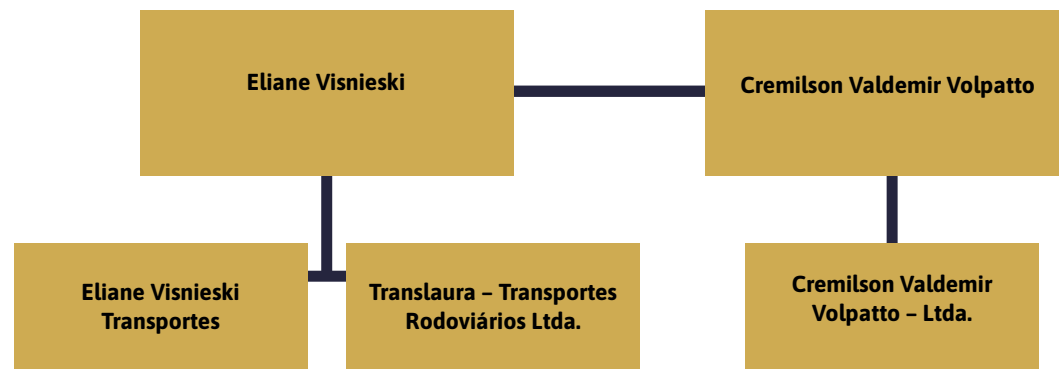 Eliane Visnieski
Cremilson Valdemir Volpatto
Eliane Visnieski
Transportes
Translaura – Transportes
Rodoviários Ltda.
Cremilson Valdemir
Volpatto – Ltda.